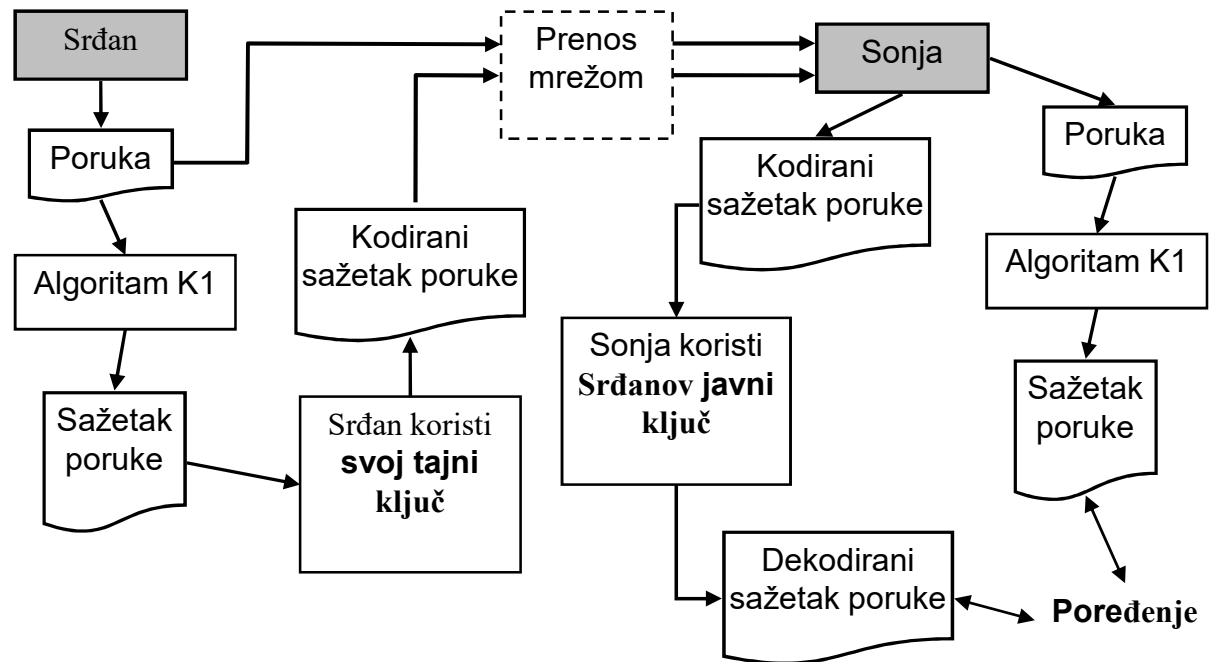 Srđan
Poruka
Algoritam K1
Sažetak
poruke
Srđan koristi
svoj tajni
ključ
Kodirani
sažetak poruke
Prenos
mrežom
Sonja
Kodirani
sažetak poruke
Sonja koristi
Srđanov javni
ključ
Dekodirani
sažetak poruke
Poruka
Algoritam K1
Sažetak
poruke
Poređenje